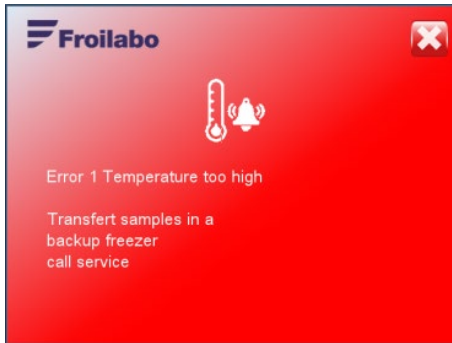 Froilabo
Error 1 Temperature too high
Transfert samples in a
backup freezer
call service